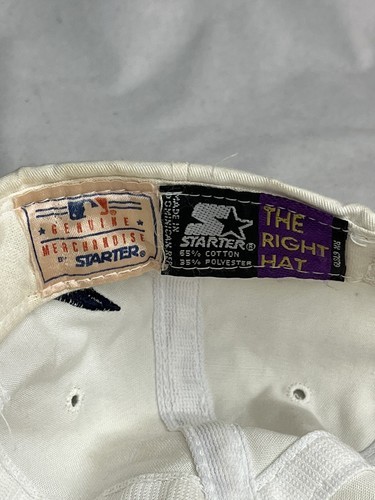 GENUINE
MERCHANDISE
BY STARTER
MADE IN
DOMINICAN REP.
STARTER®
65% COTTON
35% POLYESTER
THE
RIGHT
HAT